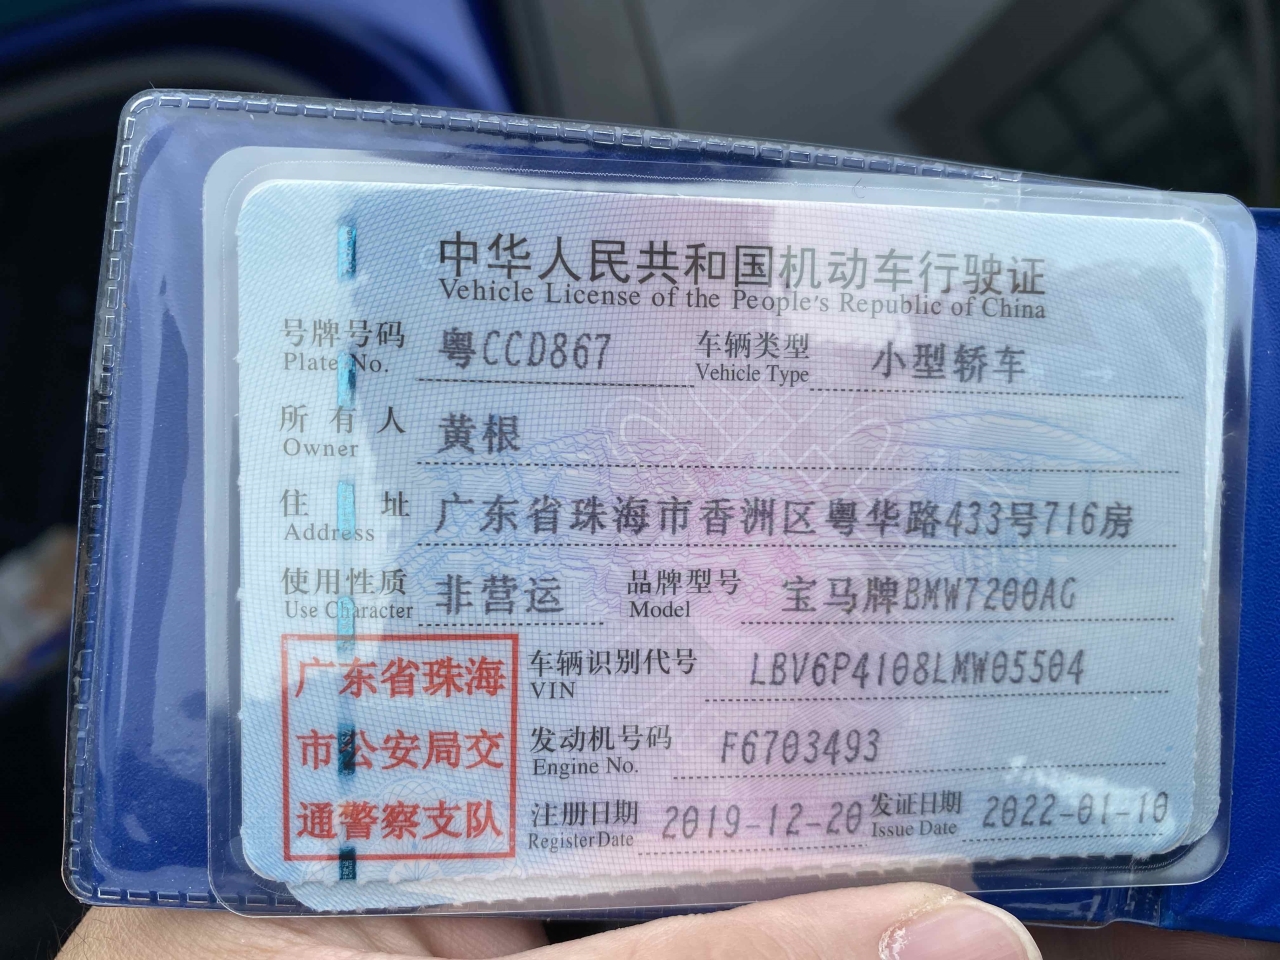 中华人民共和国机动车行驶证
Vehicle License of the People's Republic of China
号牌号码 粤CCD867 车辆类型 小型轿车
Plate No. Vehicle Type
所有人 黄根
Owner
住址 广东省珠海市香洲区粤华路433号716房
Address
使用性质 非营运 品牌型号 宝马牌BMW7200AG
Use Character Model
广东省珠海
市公安局交
通警察支队
车辆识别代号 LBV6P4108LMW05504
VIN
发动机号码 F6703493
Engine No.
注册日期 2019-12-20 发证日期 2022-01-10
Register Date Issue Date